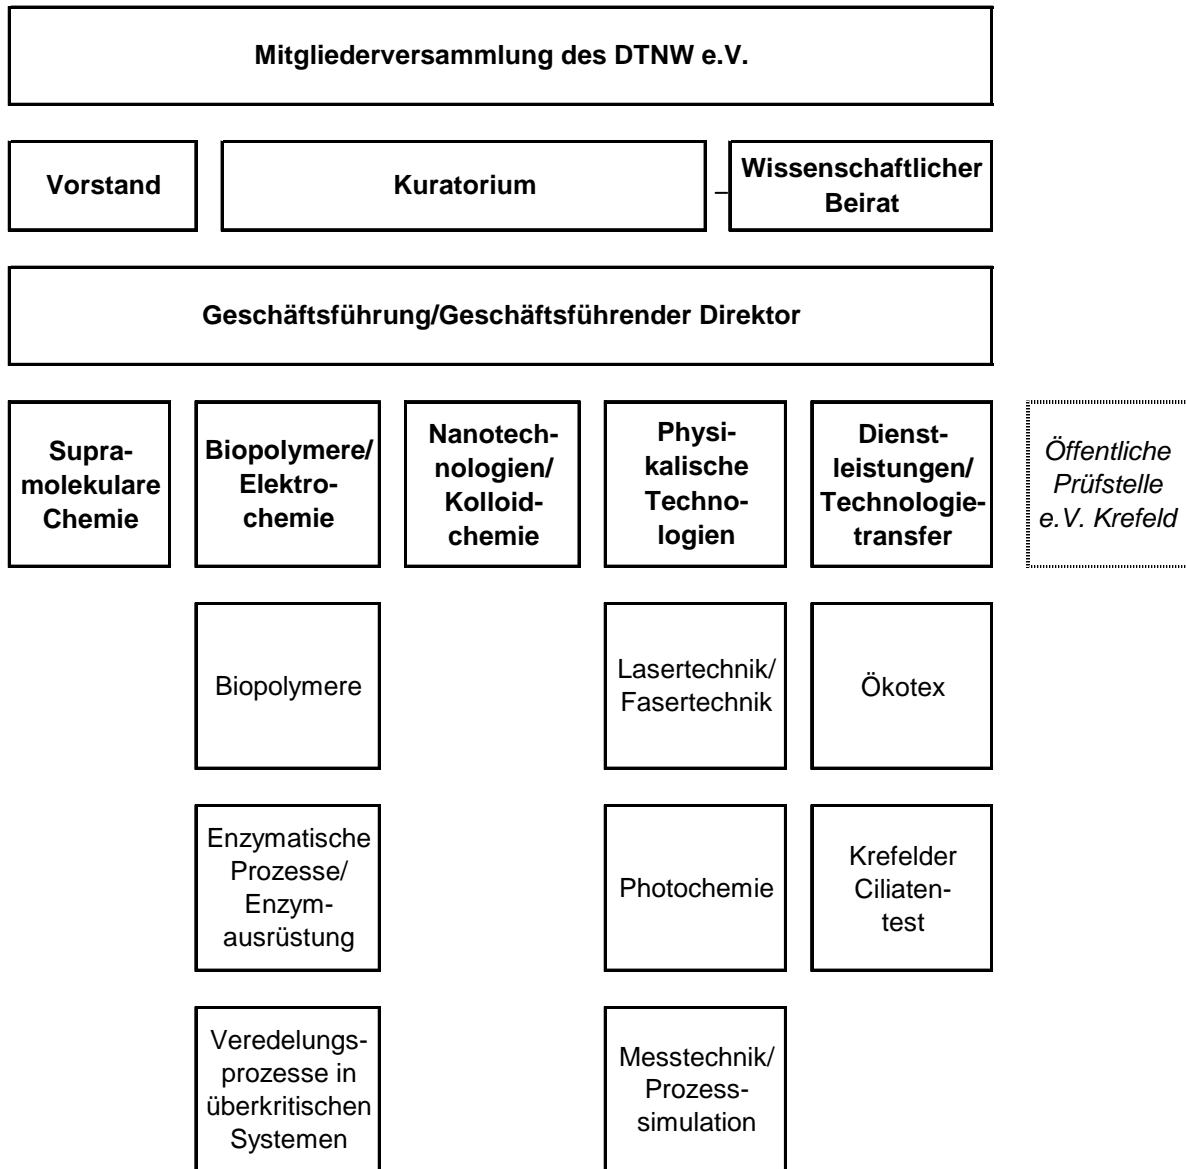 Mitgliederversammlung des DTNW e.V.
Vorstand
Kuratorium
–
Wissenschaftlicher
Beirat
Geschäftsführung/Geschäftsführender Direktor
Supra-
molekulare
Chemie
Biopolymere/
Elektro-
chemie
Nanotech-
nologien/
Kolloid-
chemie
Physi-
kalische
Techno-
logien
Dienst-
leistungen/
Technologie-
transfer
Öffentliche
Prüfstelle
e.V. Krefeld
Biopolymere
Lasertechnik/
Fasertechnik
Ökotex
Enzymatische
Prozesse/
Enzym-
ausrüstung
Photochemie
Krefelder
Ciliaten-
test
Veredelungs-
prozesse in
überkritischen
Systemen
Messtechnik/
Prozess-
simulation